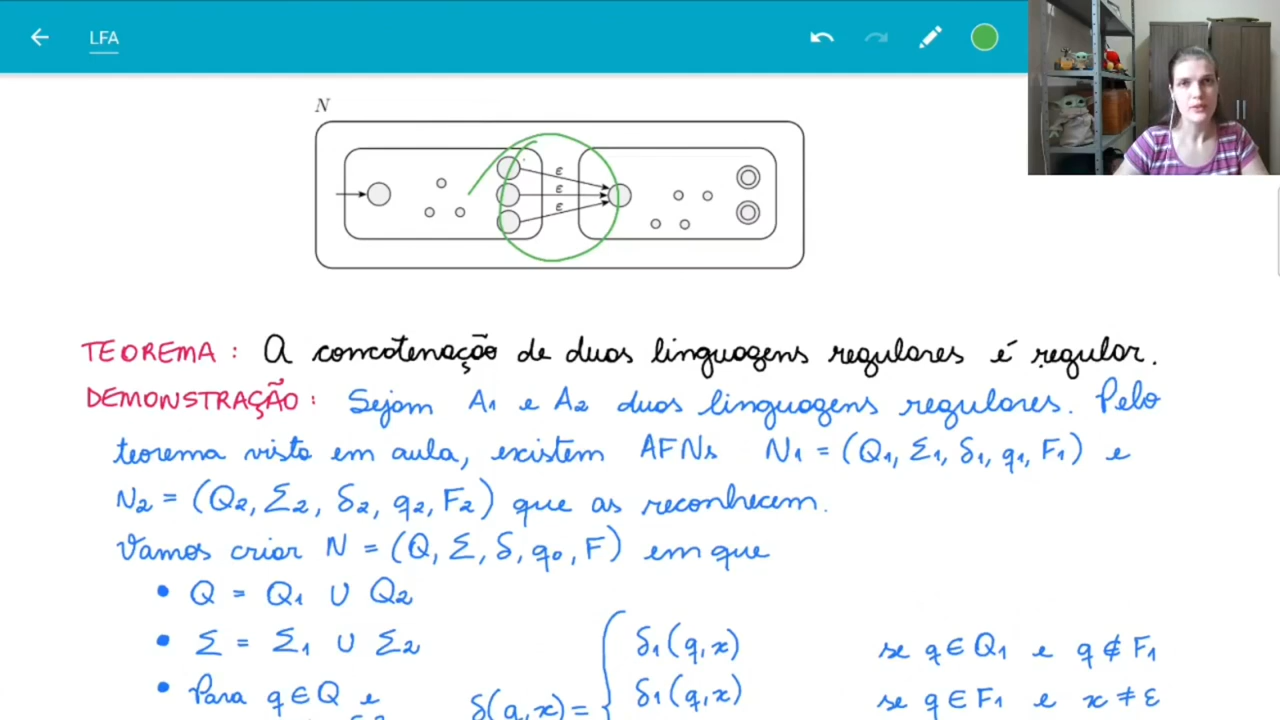 LFA
N
ε
ε
ε
TEOREMA: A concatenação de duas linguagens regulares é regular.
DEMONSTRAÇÃO: Sejam A1 e A2 duas linguagens regulares. Pelo
teorema visto em aula, existem AFNs N1 = (Q1, Σ1, δ1, q1, F1) e
N2 = (Q2, Σ2, δ2, q2, F2) que as reconhecem.
Vamos criar N = (Q, Σ, δ, q0, F) em que
• Q = Q1 ∪ Q2
• Σ = Σ1 ∪ Σ2
δ1(q,x) se q ∈ Q1 e q ∉ F1
• Para q ∈ Q e δ(q,x) = { δ1(q,x) se q ∈ F1 e x ≠ ε